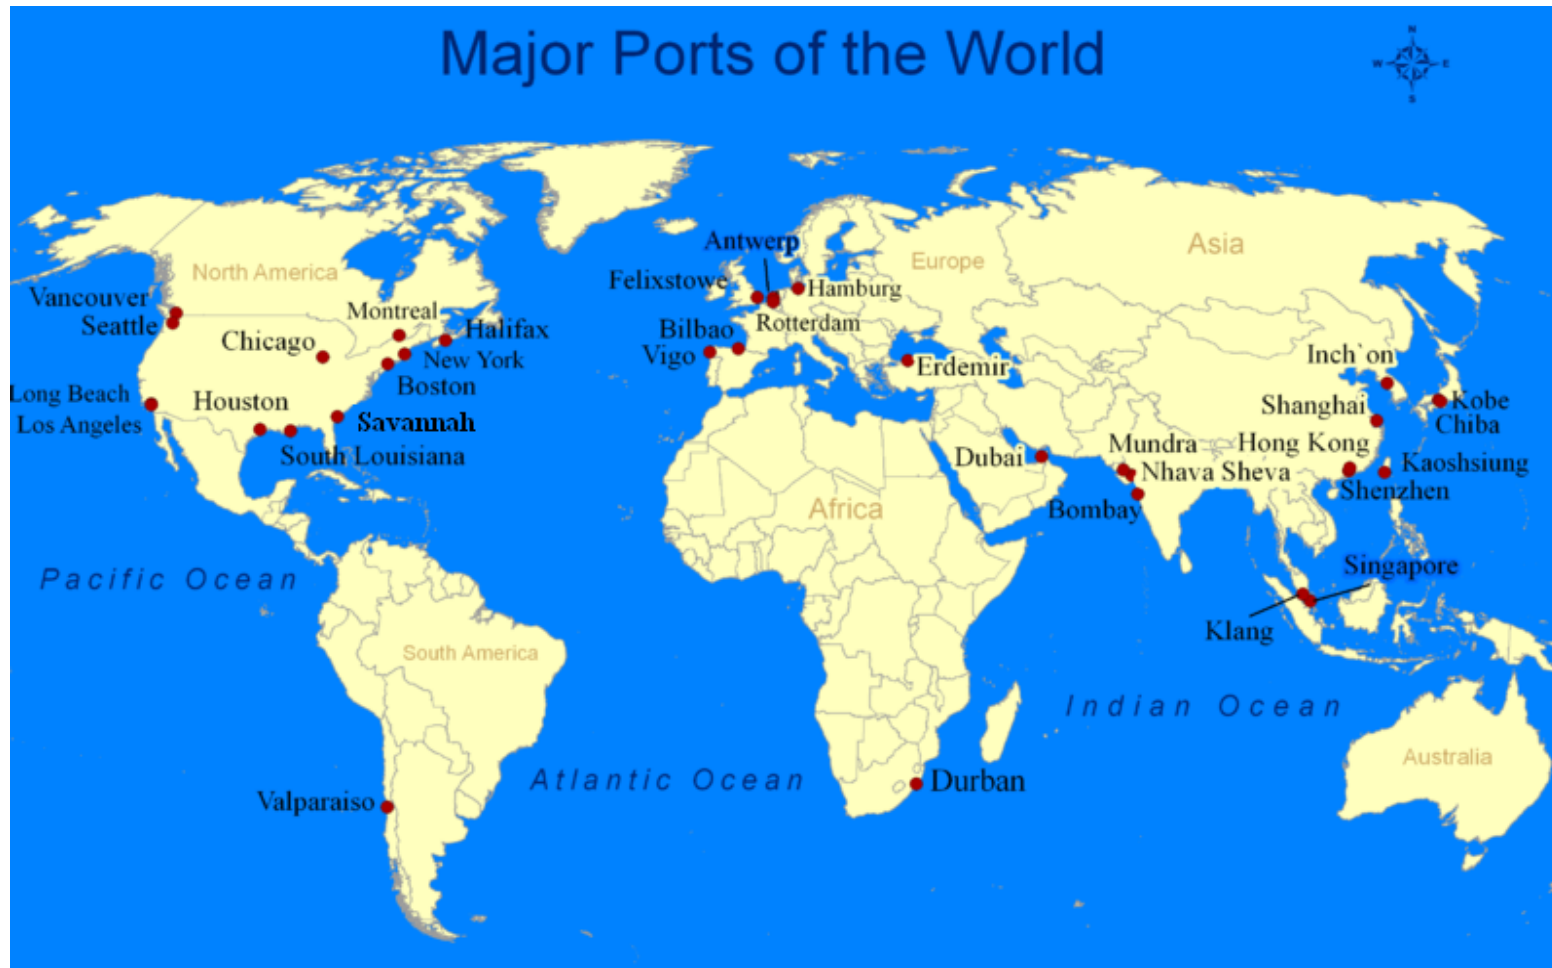 Major Ports of the World
N
W E
S
North America
Vancouver
Seattle
Montreal
Halifax
Chicago
New York
Boston
Long Beach
Los Angeles
Houston
Savannah
South Louisiana
Antwerp
Felixstowe
Hamburg
Rotterdam
Bilbao
Vigo
Europe
Asia
Erdemir
Inch`on
Shanghai
Kobe
Chiba
Dubai
Mundra
Hong Kong
Nhava Sheva
Kaoshsiung
Shenzhen
Bombay
Africa
Singapore
Klang
Pacific Ocean
South America
Indian Ocean
Atlantic Ocean
Australia
Valparaiso
Durban